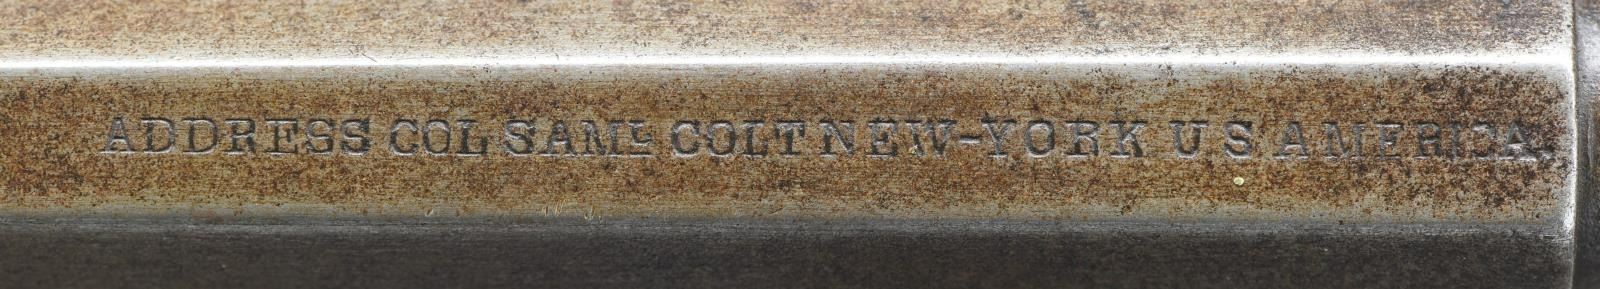 ADDRESS COL SAML COLT NEW-YORK U S AMERICA.